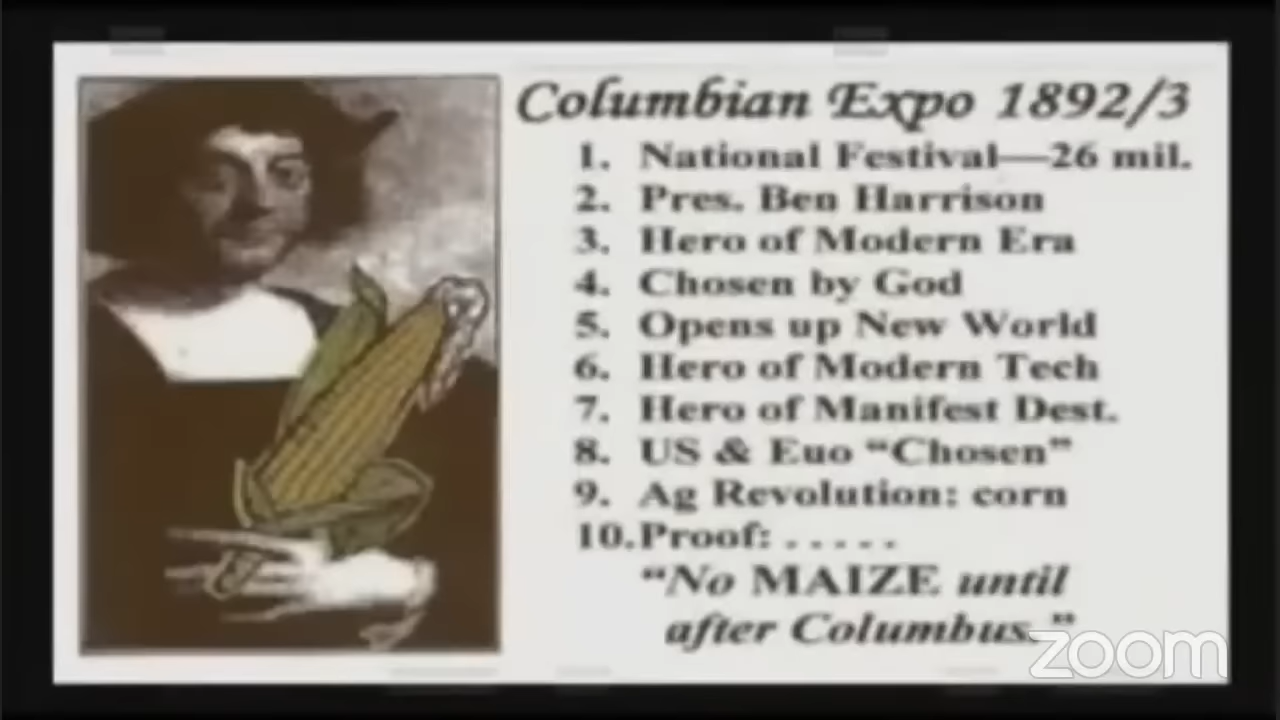 Columbian Expo 1892/3
1. National Festival—26 mil.
2. Pres. Ben Harrison
3. Hero of Modern Era
4. Chosen by God
5. Opens up New World
6. Hero of Modern Tech
7. Hero of Manifest Dest.
8. US & Euo “Chosen”
9. Ag Revolution: corn
10. Proof: . . . . .
“No MAIZE until
after Columbus.”
zoom